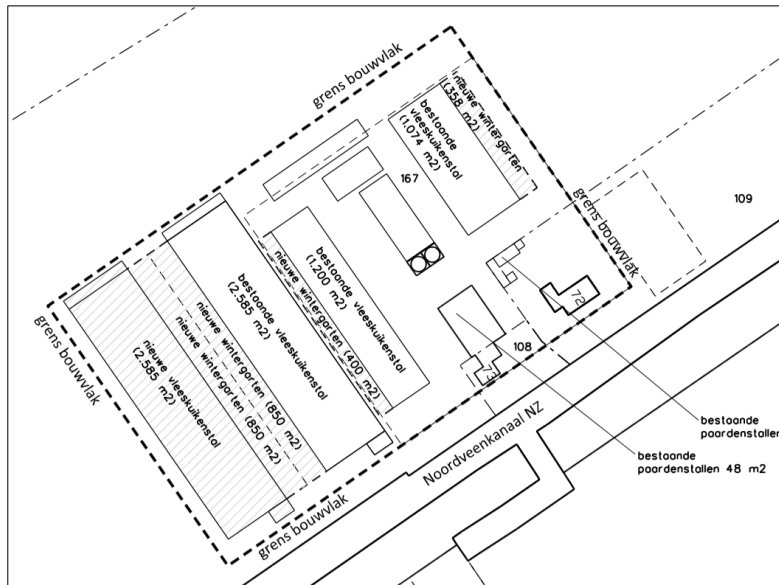 grens bouwvlak
nieuwe wintergarten
(358 m2)
bestaande
vleeskuikenstal
(1.074 m2)
167
109
grens bouwvlak
bestaande vleeskuikenstal
(1.200 m2)
nieuwe wintergarten (400 m2)
bestaande vleeskuikenstal
(2.585 m2)
nieuwe wintergarten (850 m2)
nieuwe wintergarten (850 m2)
nieuwe vleeskuikenstal
(2.585 m2)
grens bouwvlak
72
108
73
bestaande
paardenstallen
bestaande
paardenstallen 48 m2
Noordveenkanaal NZ
grens bouwvlak